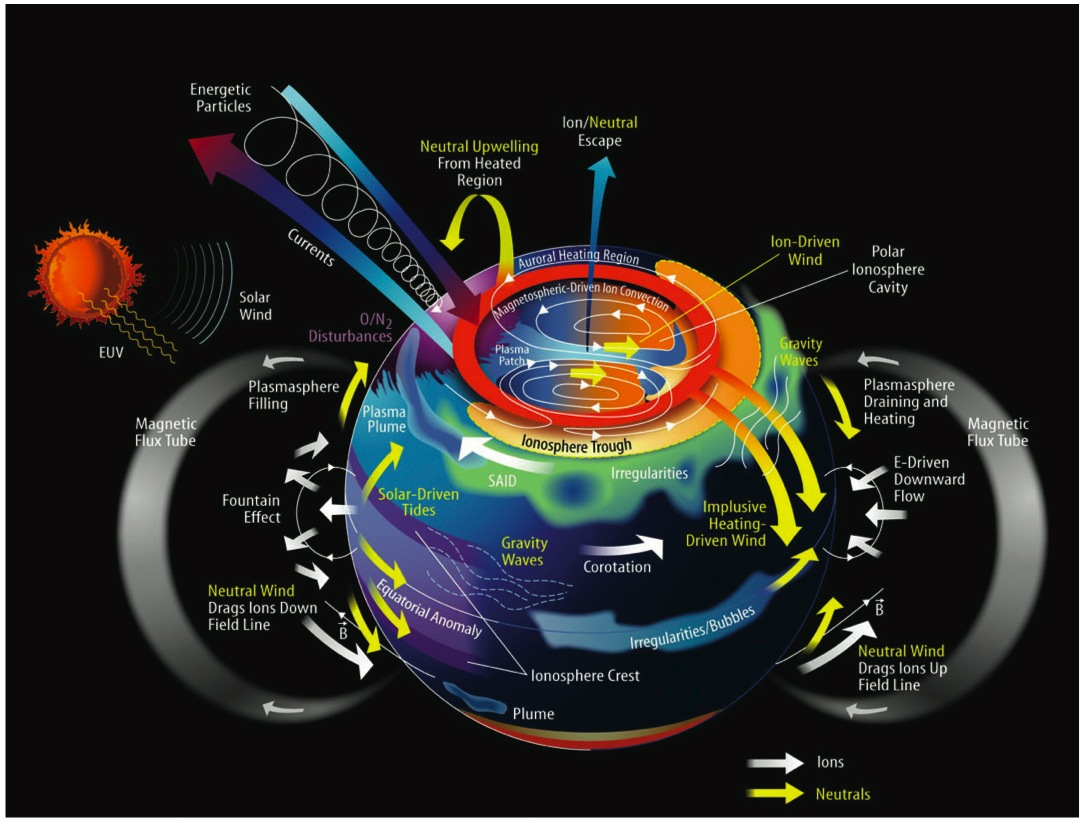 Energetic
Particles
Ion/Neutral
Escape
Neutral Upwelling
From Heated
Region
Currents
Auroral Heating Region
Ion-Driven
Wind
Polar
Ionosphere
Cavity
Magnetospheric-Driven Ion Convection
Solar
Wind
EUV
O/N2
Disturbances
Plasma
Patch
Gravity
Waves
Plasmasphere
Filling
Plasmasphere
Draining and
Heating
Magnetic
Flux Tube
Magnetic
Flux Tube
Plasma
Plume
Ionosphere Trough
SAID
Irregularities
E-Driven
Downward
Flow
Fountain
Effect
Solar-Driven
Tides
Implusive
Heating-
Driven Wind
Gravity
Waves
Corotation
Neutral Wind
Drags Ions Down
Field Line
B
Equatorial Anomaly
Irregularities/Bubbles
B
Neutral Wind
Drags Ions Up
Field Line
Ionosphere Crest
Plume
Ions
Neutrals